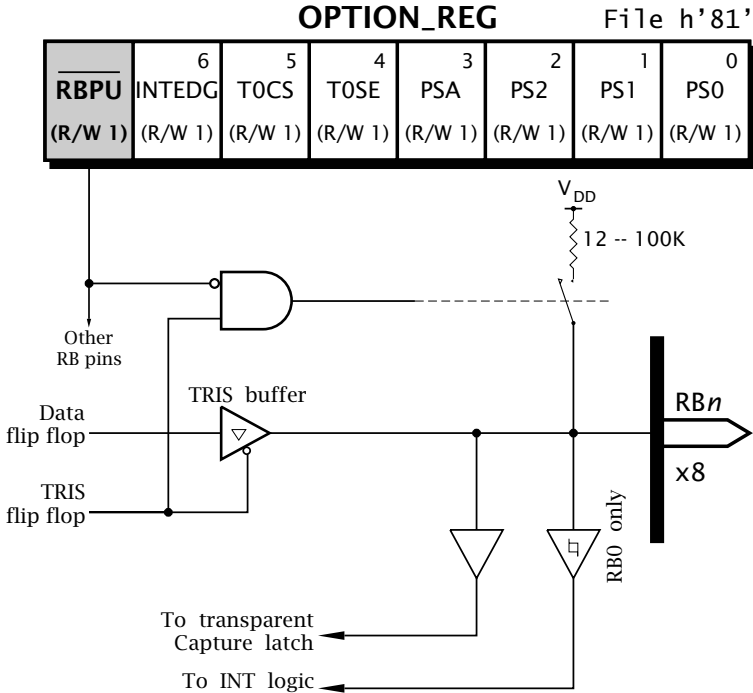 OPTION_REG File h'81'
6 5 4 3 2 1 0
RBPU INTEDG T0CS T0SE PSA PS2 PS1 PS0
(R/W 1) (R/W 1) (R/W 1) (R/W 1) (R/W 1) (R/W 1) (R/W 1) (R/W 1)
VDD
12 -- 100K
Other
RB pins
TRIS buffer
Data
flip flop
RBn
x8
TRIS
flip flop
RB0 only
To transparent
Capture latch
To INT logic